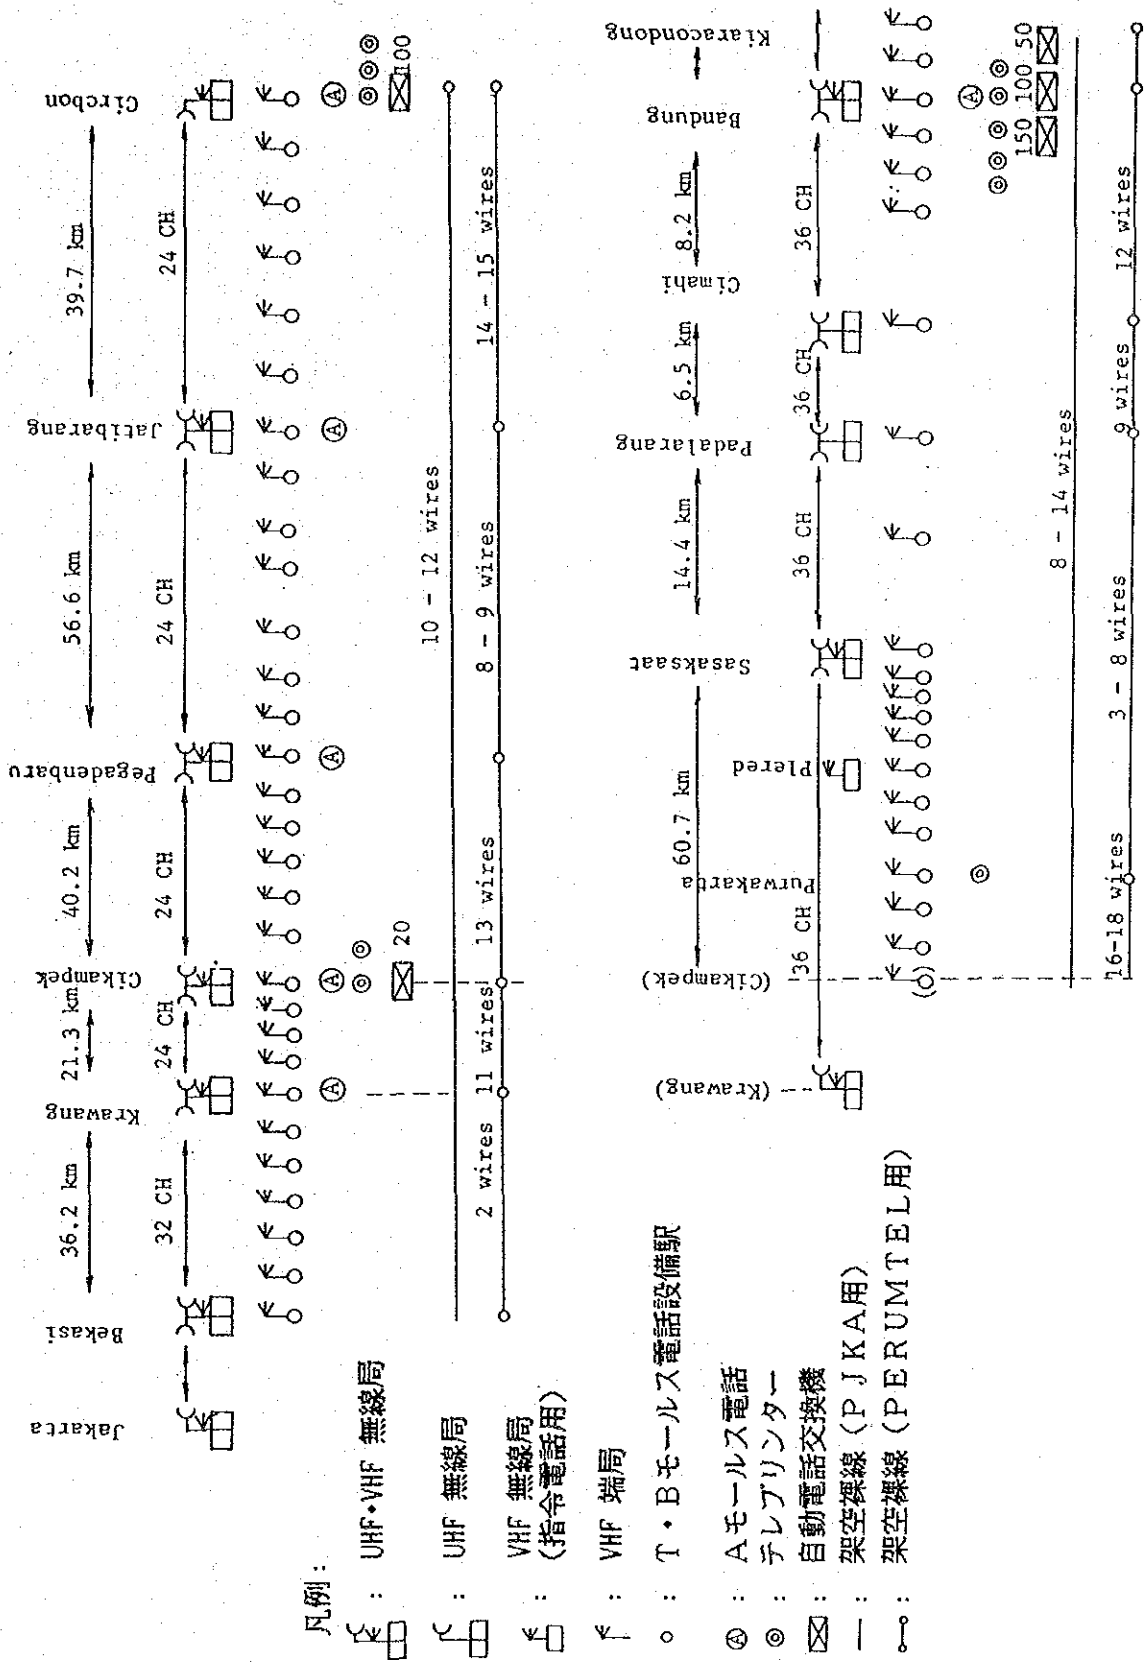 Jakarta
Bekasi
Krawang
Cikampek
Pegadenbaru
Jatibarang
Cirebon
36.2 km
21.3 km
40.2 km
56.6 km
39.7 km
32 CH
24 CH
24 CH
24 CH
24 CH
Ⓐ
Ⓐ
Ⓐ
Ⓐ
Ⓐ
20
100
10 - 12 wires
2 wires
11 wires
13 wires
8 - 9 wires
14 - 15 wires
(Krawang)
(Cikampek)
Purwakarta
Plered
Sasaksaat
Padalarang
Cimahi
Bandung
Kiaracondong
60.7 km
14.4 km
6.5 km
8.2 km
36 CH
36 CH
36 CH
36 CH
Ⓐ
150
100
50
8 - 14 wires
16-18 wires
3 - 8 wires
9 wires
12 wires
凡例:
: UHF・VHF 無線局
: UHF 無線局
: VHF 無線局
(指令電話用)
: VHF 端局
: T・Bモールス電話設備駅
Ⓐ : Aモールス電話
◎ : テレプリンター
: 自動電話交換機
: 架空裸線(PJKA用)
: 架空裸線(PERUMTEL用)